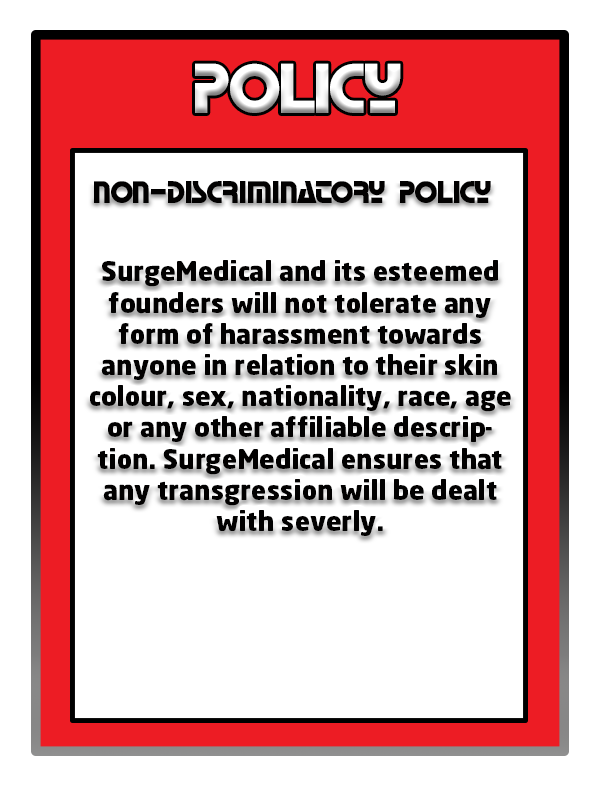 POLICY
NON-DISCRIMINATORY POLICY
SurgeMedical and its esteemed
founders will not tolerate any
form of harassment towards
anyone in relation to their skin
colour, sex, nationality, race, age
or any other affiliable descrip-
tion. SurgeMedical ensures that
any transgression will be dealt
with severly.